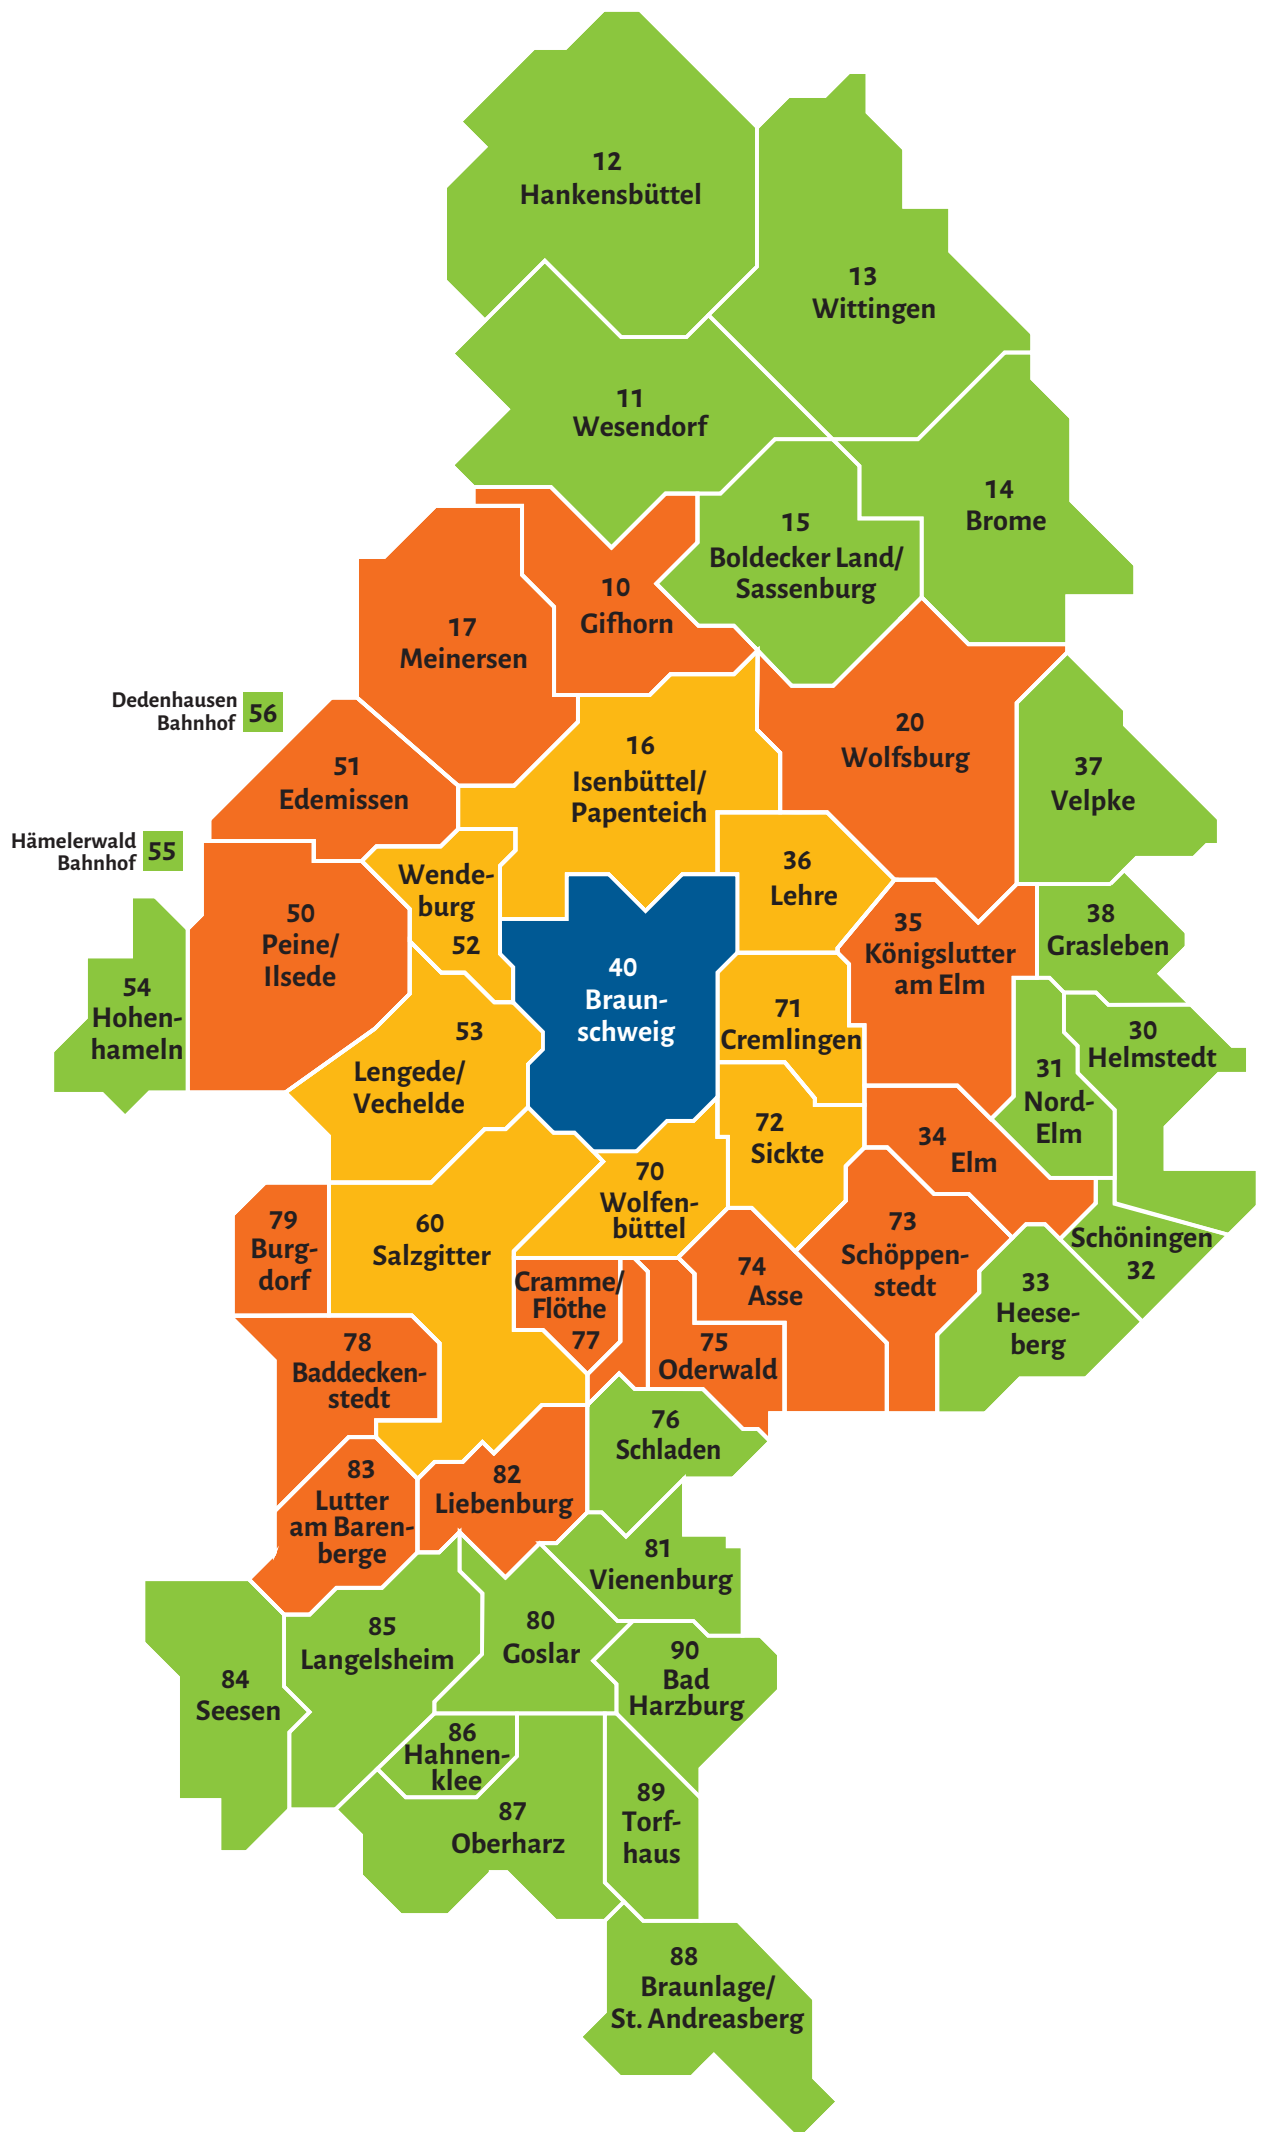 12
Hankensbüttel
13
Wittingen
11
Wesendorf
14
Brome
15
Boldecker Land/
Sassenburg
10
Gifhorn
17
Meinersen
Dedenhausen
Bahnhof
56
51
Edemissen
16
Isenbüttel/
Papenteich
20
Wolfsburg
37
Velpke
Hämelerwald
Bahnhof
55
Wende-
burg
52
36
Lehre
50
Peine/
Ilsede
35
Königslutter
am Elm
38
Grasleben
54
Hohen-
hameln
40
Braun-
schweig
53
Lengede/
Vechelde
71
Cremlingen
30
Helmstedt
31
Nord-
Elm
72
Sickte
34
Elm
70
Wolfen-
büttel
79
Burg-
dorf
60
Salzgitter
73
Schöppen-
stedt
Schöningen
32
33
Heese-
berg
74
Asse
Cramme/
Flöthe
77
75
Oderwald
78
Baddecken-
stedt
76
Schladen
83
Lutter
am Baren-
berge
82
Liebenburg
81
Vienenburg
85
Langelsheim
80
Goslar
90
Bad
Harzburg
84
Seesen
86
Hahnen-
klee
87
Oberharz
89
Torf-
haus
88
Braunlage/
St. Andreasberg